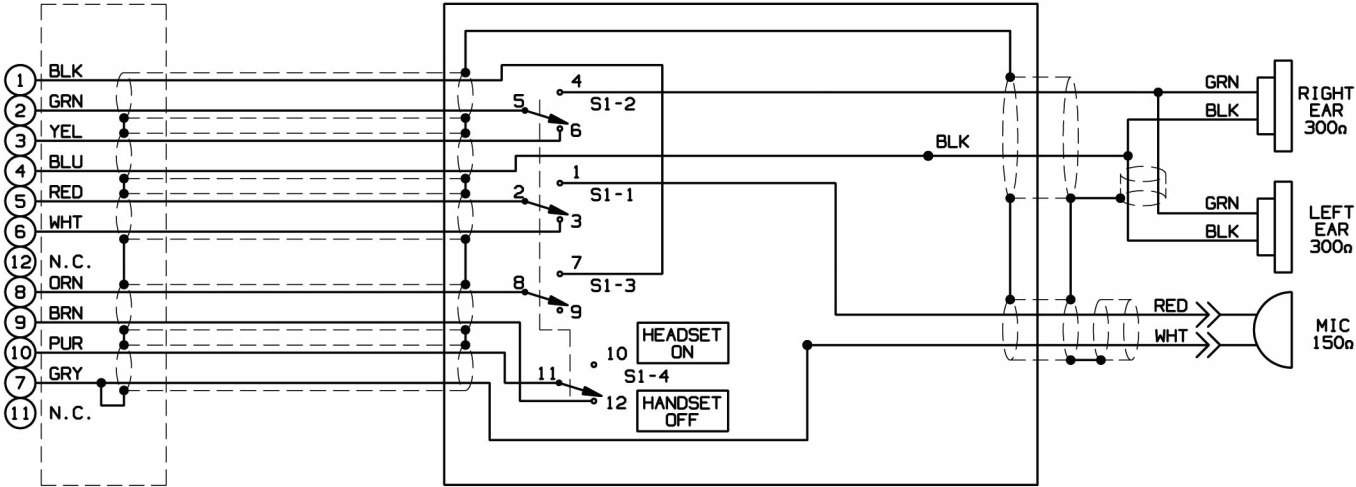 1 BLK
2 GRN
3 YEL
4 BLU
5 RED
6 WHT
12 N.C.
8 ORN
9 BRN
10 PUR
7 GRY
11 N.C.
4
S1-2
5
6
1
S1-1
2
3
7
S1-3
8
9
10
S1-4
11
12
HEADSET
ON
HANDSET
OFF
BLK
GRN
BLK
RIGHT
EAR
300Ω
GRN
BLK
LEFT
EAR
300Ω
RED
WHT
MIC
150Ω